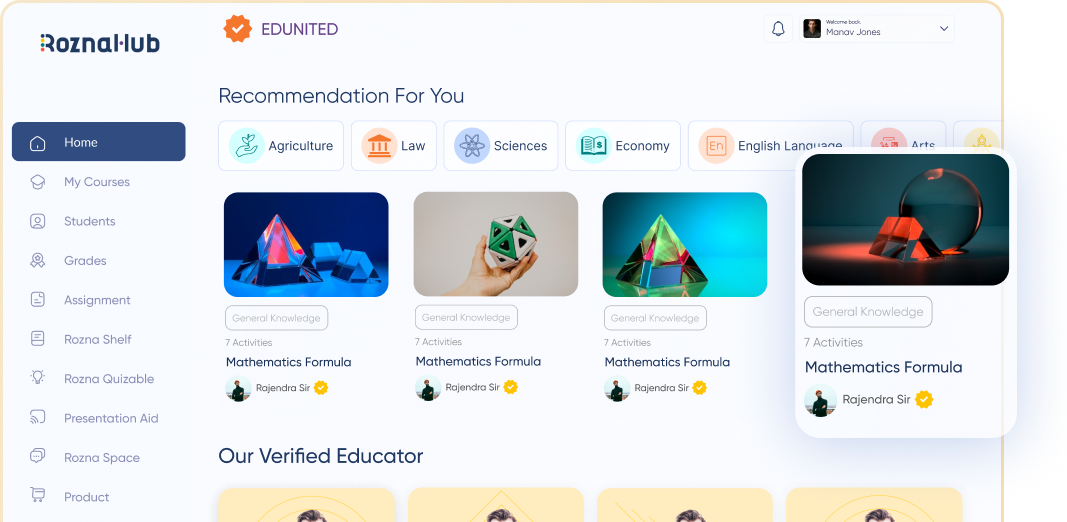 RoznaHub
EDUNITED
Welcome back.
Manav Jones
Home
My Courses
Students
Grades
Assignment
Rozna Shelf
Rozna Quizable
Presentation Aid
Rozna Space
Product
Recommendation For You
Agriculture
Law
Sciences
$
Economy
En
English Language
Arts
General Knowledge
7 Activities
Mathematics Formula
Rajendra Sir
General Knowledge
7 Activities
Mathematics Formula
Rajendra Sir
General Knowledge
7 Activities
Mathematics Formula
Rajendra Sir
General Knowledge
7 Activities
Mathematics Formula
Rajendra Sir
Our Verified Educator